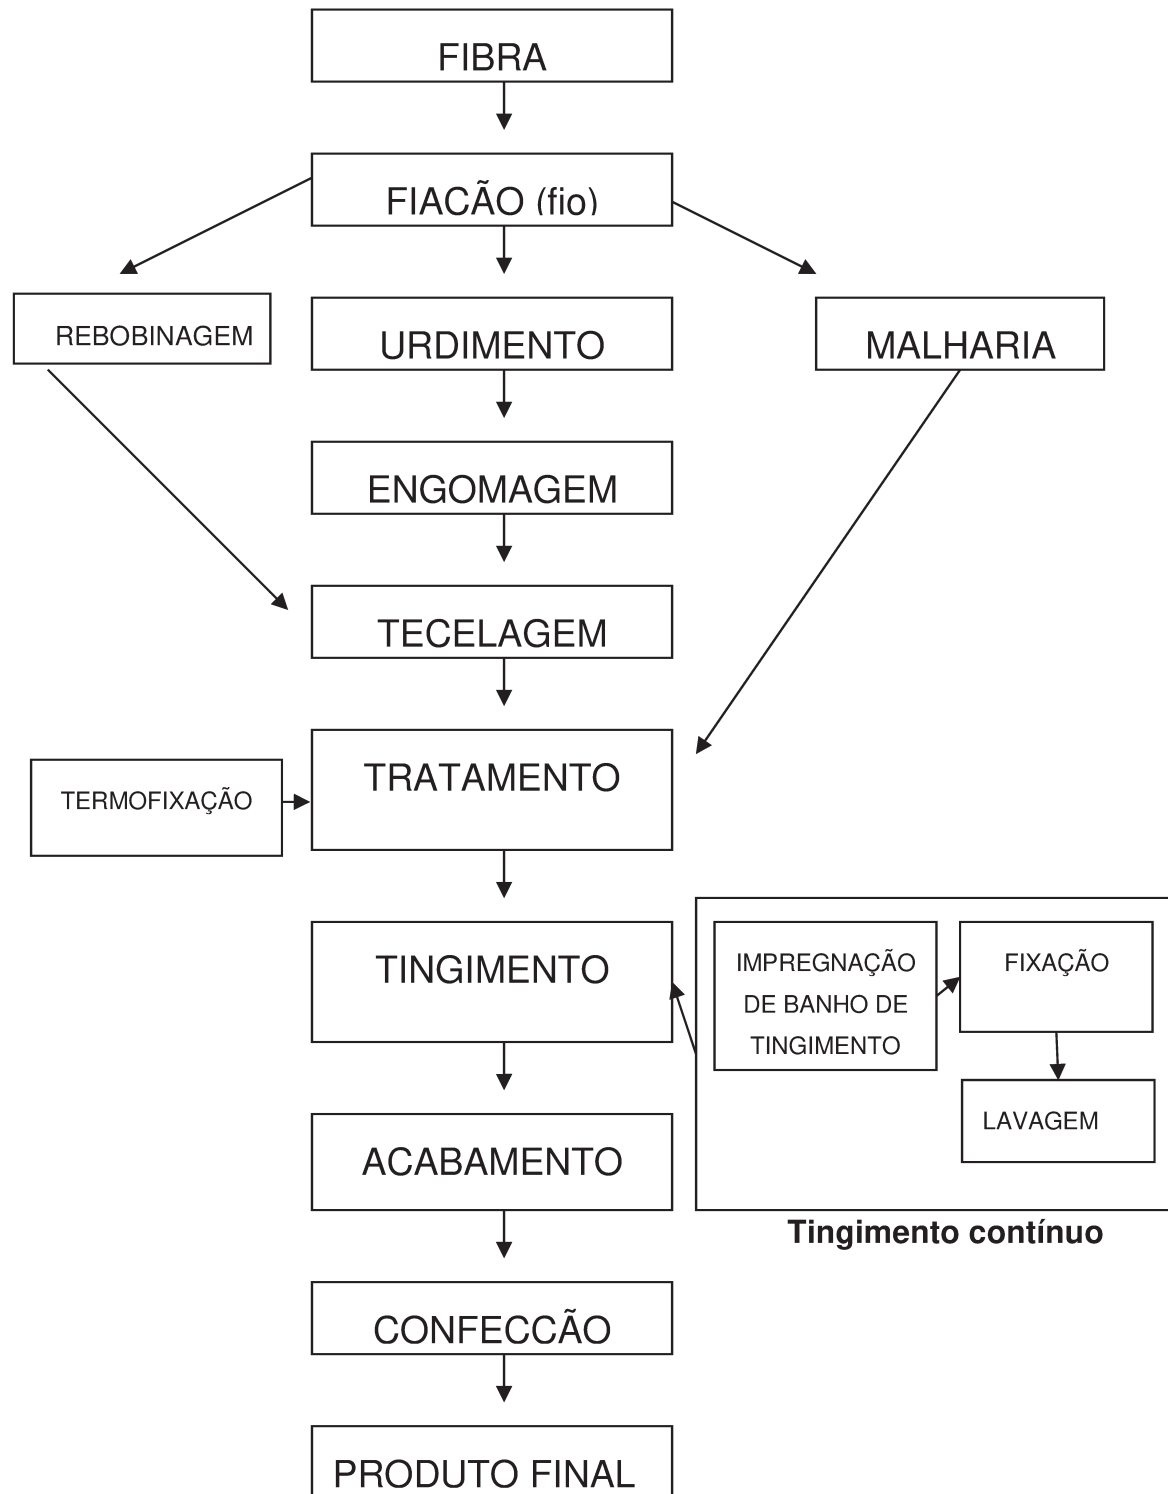 FIBRA
FIACÃO (fio)
REBOBINAGEM
URDIMENTO
MALHARIA
ENGOMAGEM
TECELAGEM
TRATAMENTO
TERMOFIXAÇÃO
TINGIMENTO
IMPREGNAÇÃO
DE BANHO DE
TINGIMENTO
FIXAÇÃO
LAVAGEM
ACABAMENTO
Tingimento contínuo
CONFECCÃO
PRODUTO FINAL